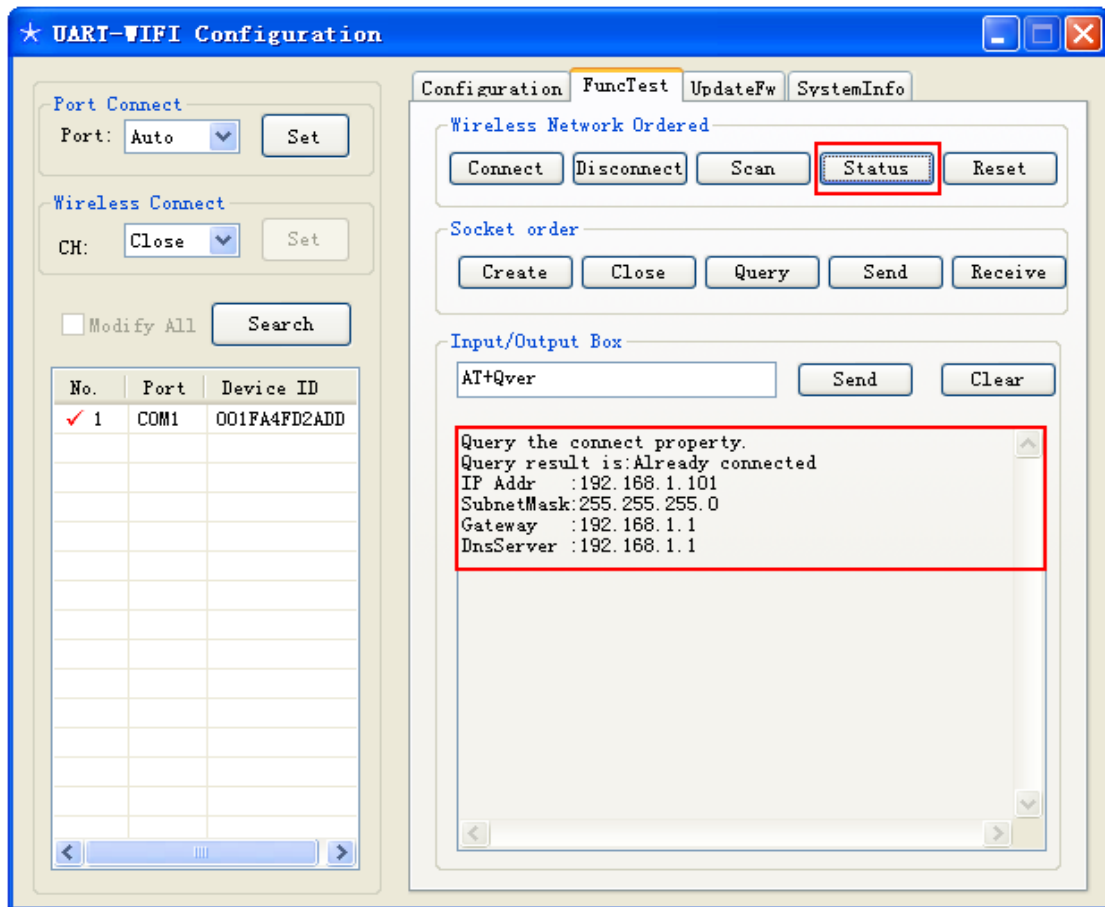 UART-WIFI Configuration
Port Connect
Port: Auto Set
Wireless Connect
CH: Close Set
Modify All Search
No. Port Device ID
1 COM1 001FA4FD2ADD
Configuration FuncTest UpdateFw SystemInfo
Wireless Network Ordered
Connect Disconnect Scan Status Reset
Socket order
Create Close Query Send Receive
Input/Output Box
AT+Qver Send Clear
Query the connect property.
Query result is:Already connected
IP Addr :192.168.1.101
SubnetMask:255.255.255.0
Gateway :192.168.1.1
DnsServer :192.168.1.1